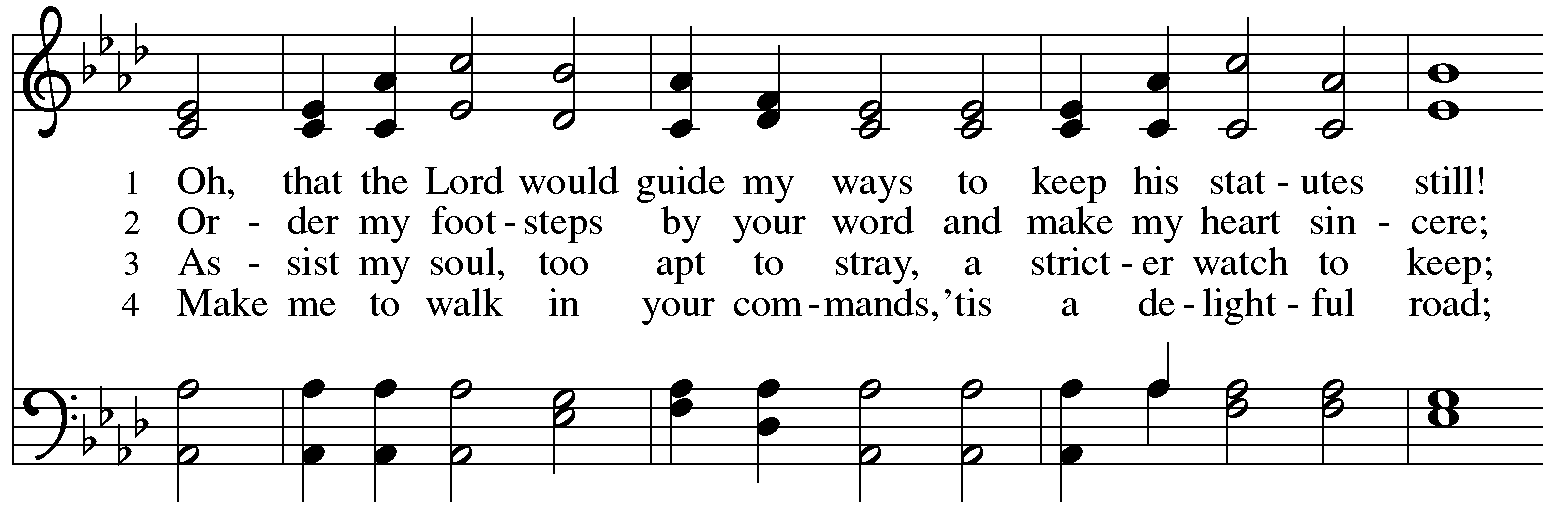 1 Oh, that the Lord would guide my ways to keep his stat - utes still!
2 Or - der my foot - steps by your word and make my heart sin - cere;
3 As - sist my soul, too apt to stray, a strict - er watch to keep;
4 Make me to walk in your com - mands, ’tis a de - light - ful road;